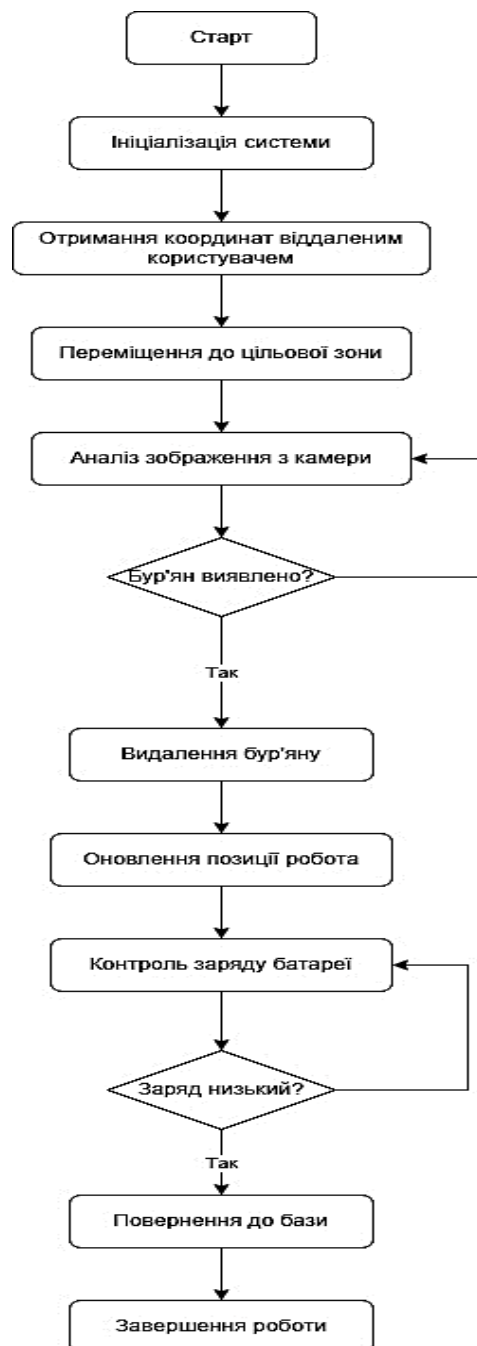 Старт
Ініціалізація системи
Отримання координат віддаленим
користувачем
Переміщення до цільової зони
Аналіз зображення з камери
Бур'ян виявлено?
Так
Видалення бур'яну
Оновлення позиції робота
Контроль заряду батареї
Заряд низький?
Так
Повернення до бази
Завершення роботи